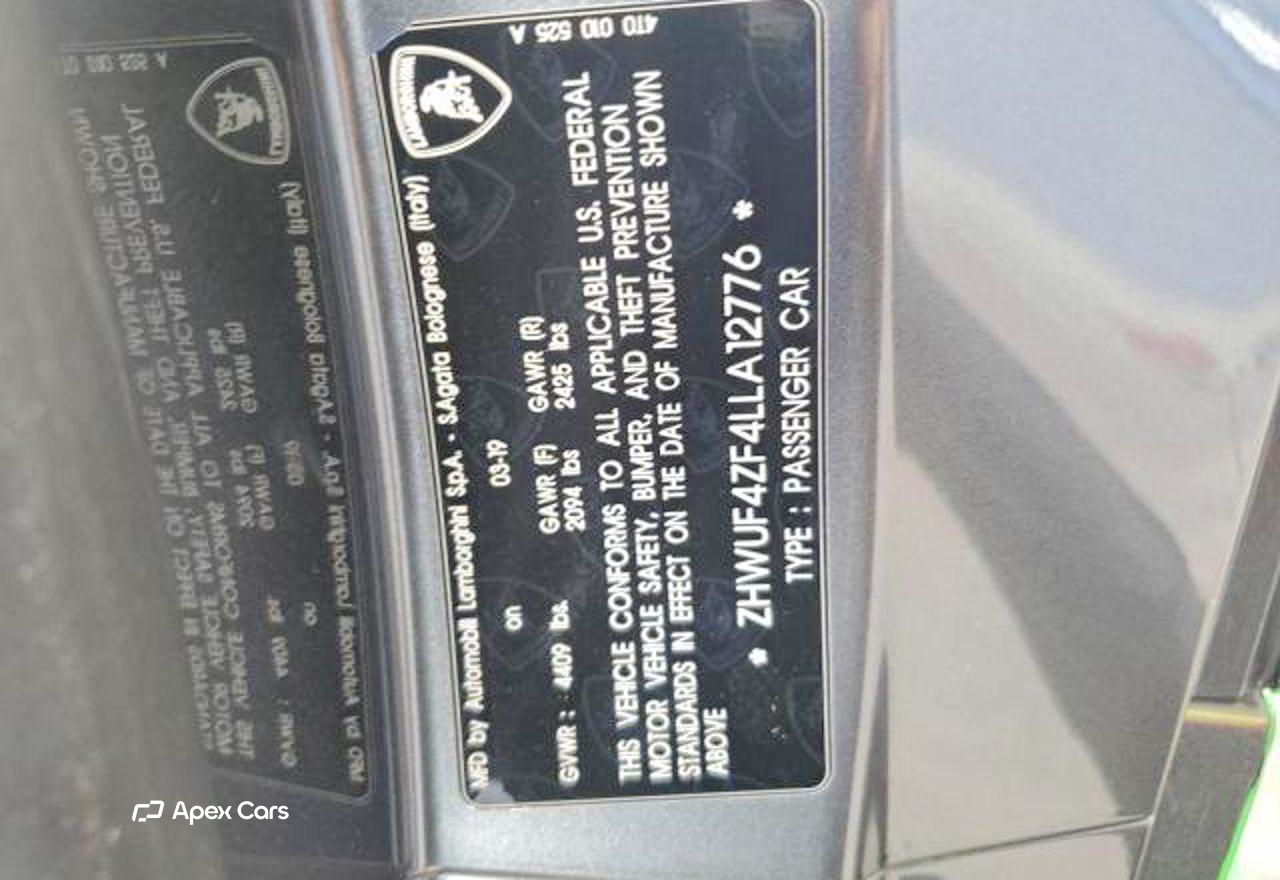 LAMBORGHINI
4T0 010 525 A
MFD by Automobili Lamborghini S.p.A. - S.Agata Bolognese (Italy)
on 03-19
GVWR : 4409 lbs. GAWR (F) GAWR (R)
2094 lbs 2425 lbs
THIS VEHICLE CONFORMS TO ALL APPLICABLE U.S. FEDERAL
MOTOR VEHICLE SAFETY, BUMPER, AND THEFT PREVENTION
STANDARDS IN EFFECT ON THE DATE OF MANUFACTURE SHOWN
ABOVE
* ZHWUF4ZF4LLA12776 *
TYPE : PASSENGER CAR
Apex Cars